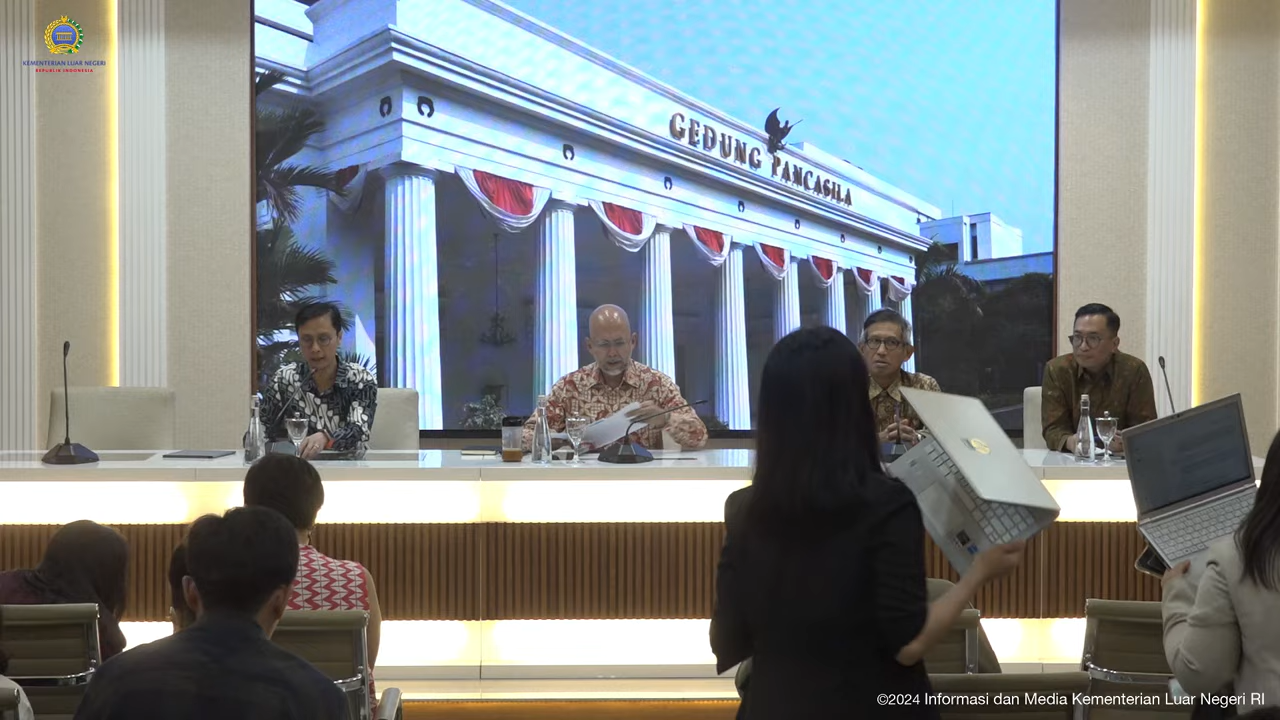 KEMENTERIAN LUAR NEGERI
REPUBLIK INDONESIA
GEDUNG PANCASILA
©2024 Informasi dan Media Kementerian Luar Negeri RI